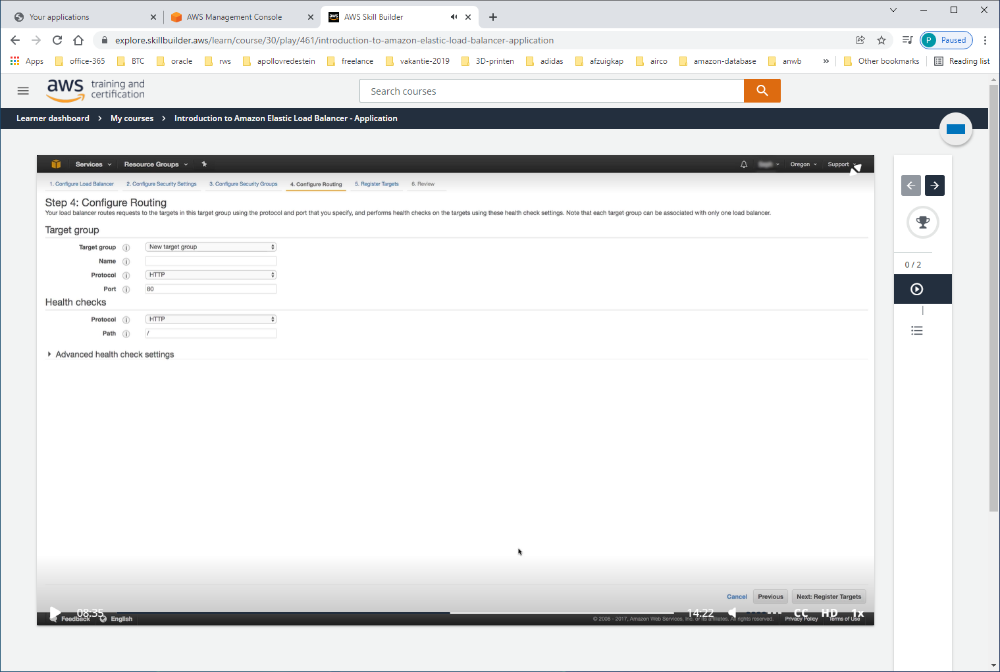 Your applications
AWS Management Console
aws AWS Skill Builder
explore.skillbuilder.aws/learn/course/30/play/461/introduction-to-amazon-elastic-load-balancer-application
P Paused
Apps office-365 BTC oracle rws apollovredestein freelance vakantie-2019 3D-printen adidas afzuigkap airco amazon-database anwb » Other bookmarks Reading list
aws training and certification
Search courses
Learner dashboard > My courses > Introduction to Amazon Elastic Load Balancer - Application
Services Resource Groups Oregon Support
1. Configure Load Balancer 2. Configure Security Settings 3. Configure Security Groups 4. Configure Routing 5. Register Targets 6. Review
Step 4: Configure Routing
Your load balancer routes requests to the targets in this target group using the protocol and port that you specify, and performs health checks on the targets using these health check settings. Note that each target group can be associated with only one load balancer.
Target group
Target group i New target group
Name i
Protocol i HTTP
Port i 80
Health checks
Protocol i HTTP
Path i /
Advanced health check settings
0 / 2
Cancel Previous Next: Register Targets
08:35 14:22 CC HD 1x
Feedback English © 2008 - 2017, Amazon Web Services, Inc. or its affiliates. All rights reserved. Privacy Policy Terms of Use